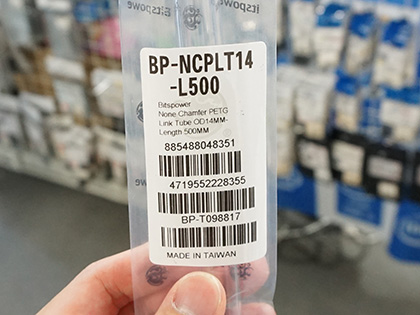 Bitspower
BP-NCPLT14
-L500
Bitspower
None Chamfer PETG
Link Tube OD14MM-
Length 500MM
885488048351
4719552228355
BP-T098817
MADE IN TAIWAN